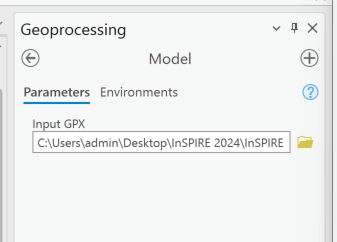 Geoprocessing
Model
Parameters Environments
Input GPX
C:\Users\admin\Desktop\InSPIRE 2024\InSPIRE